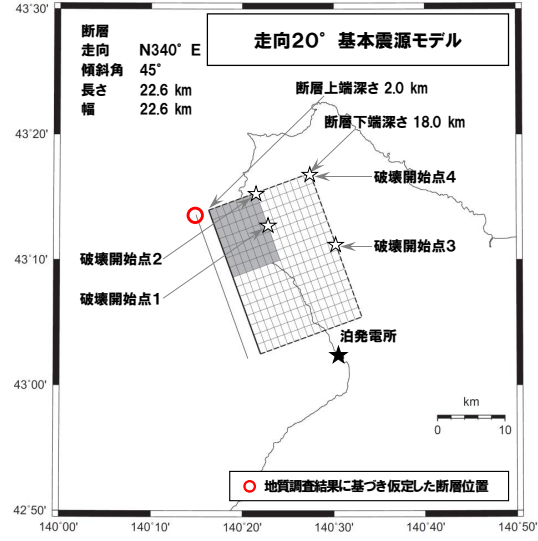 43°30'
断層
走向 N340°E
傾斜角 45°
長さ 22.6 km
幅 22.6 km
走向20°基本震源モデル
断層上端深さ 2.0 km
43°20'
断層下端深さ 18.0 km
破壊開始点4
破壊開始点3
43°10'
破壊開始点2
破壊開始点1
泊発電所
43°00'
km
0 10
地質調査結果に基づき仮定した断層位置
42°50'
140°00' 140°10' 140°20' 140°30' 140°40' 140°50'